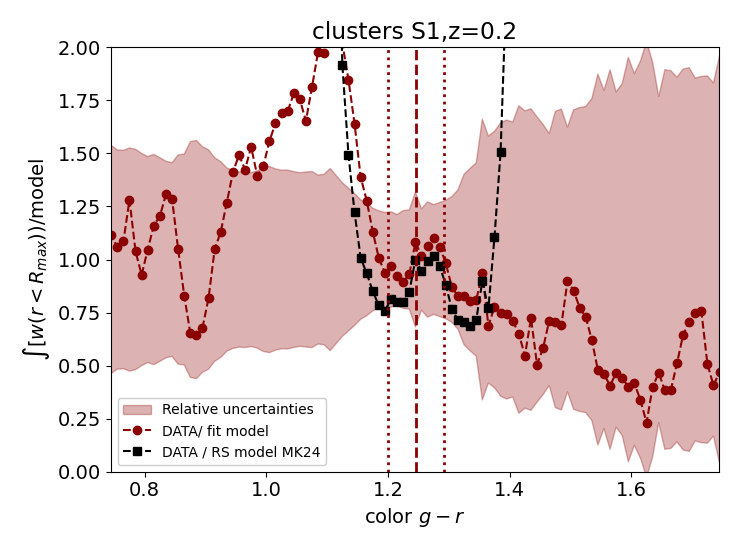 clusters S1,z=0.2
∫[w(r < R_{max}))/model
2.00
1.75
1.50
1.25
1.00
0.75
0.50
0.25
0.00
Relative uncertainties
DATA/ fit model
DATA / RS model MK24
0.8 1.0 1.2 1.4 1.6
color g − r